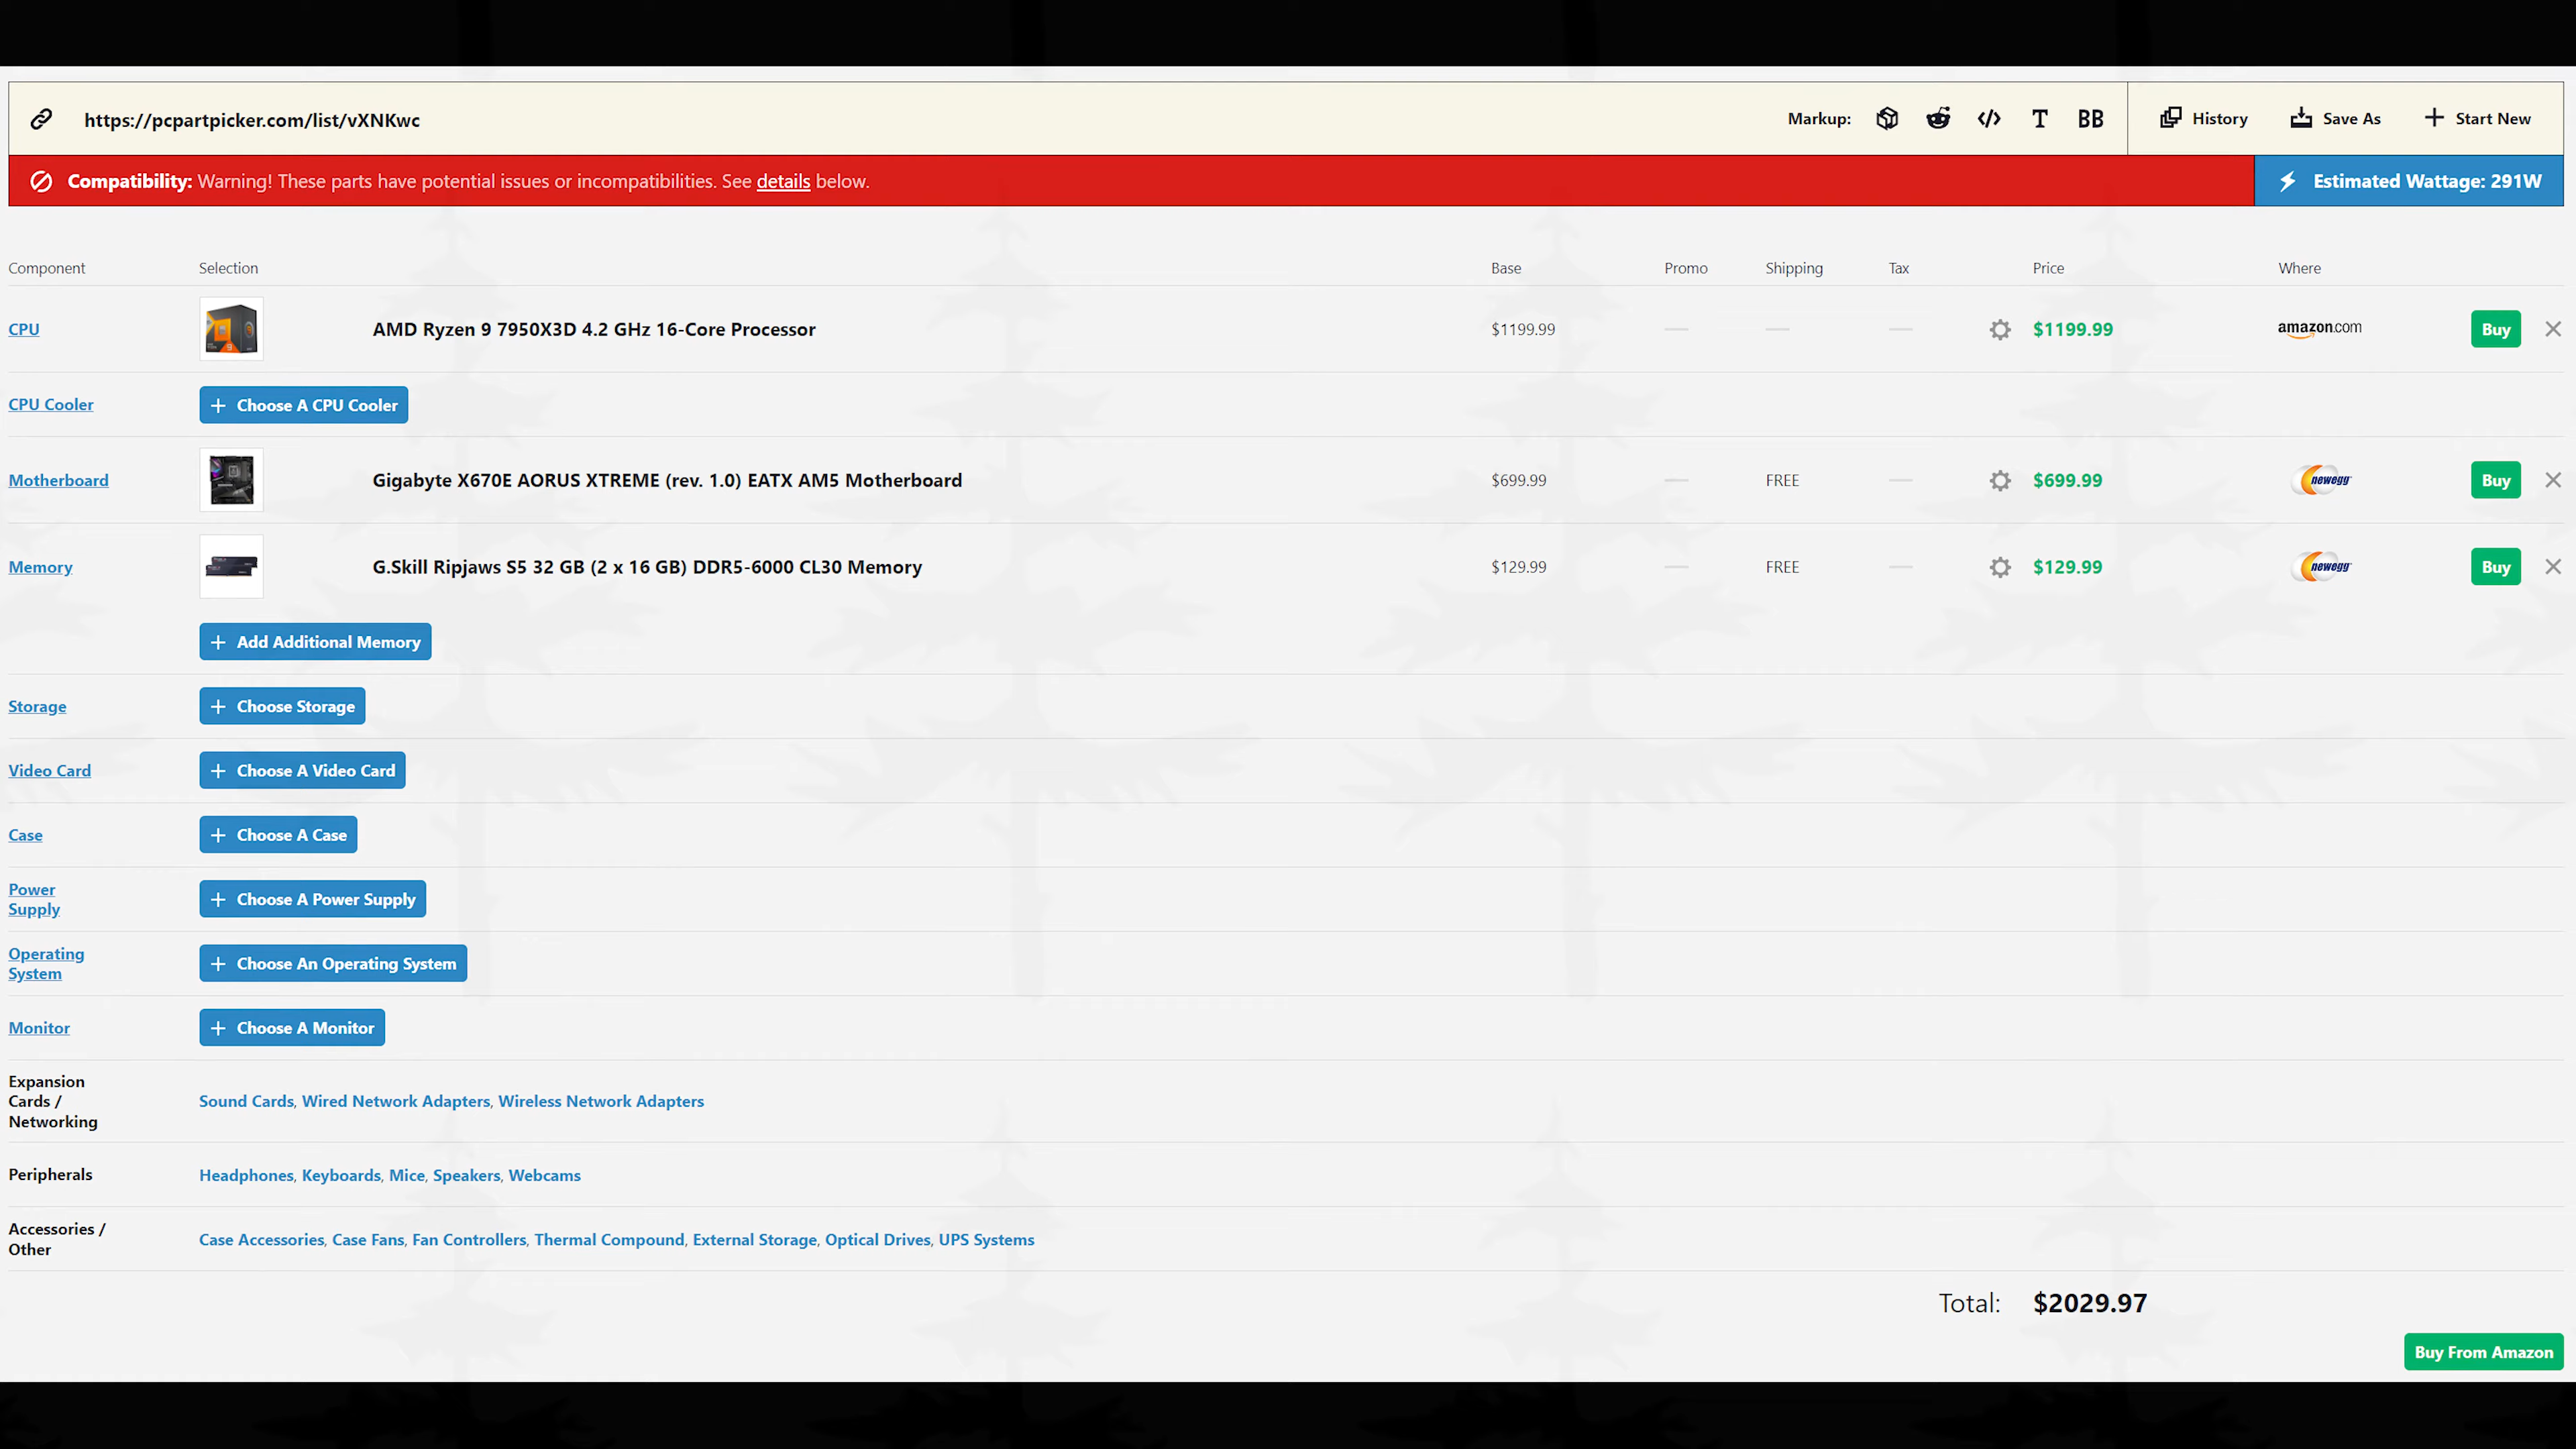 https://pcpartpicker.com/list/vXNKwc
Markup: T BB History Save As Start New
Compatibility: Warning! These parts have potential issues or incompatibilities. See details below. Estimated Wattage: 291W
Component Selection Base Promo Shipping Tax Price Where
CPU AMD Ryzen 9 7950X3D 4.2 GHz 16-Core Processor $1199.99 — — — $1199.99 amazon.com Buy
CPU Cooler + Choose A CPU Cooler
Motherboard Gigabyte X670E AORUS XTREME (rev. 1.0) EATX AM5 Motherboard $699.99 — FREE — $699.99 newegg Buy
Memory G.Skill Ripjaws S5 32 GB (2 x 16 GB) DDR5-6000 CL30 Memory $129.99 — FREE — $129.99 newegg Buy
+ Add Additional Memory
Storage + Choose Storage
Video Card + Choose A Video Card
Case + Choose A Case
Power
Supply + Choose A Power Supply
Operating
System + Choose An Operating System
Monitor + Choose A Monitor
Expansion
Cards / Sound Cards, Wired Network Adapters, Wireless Network Adapters
Networking
Peripherals Headphones, Keyboards, Mice, Speakers, Webcams
Accessories /
Other Case Accessories, Case Fans, Fan Controllers, Thermal Compound, External Storage, Optical Drives, UPS Systems
Total: $2029.97
Buy From Amazon